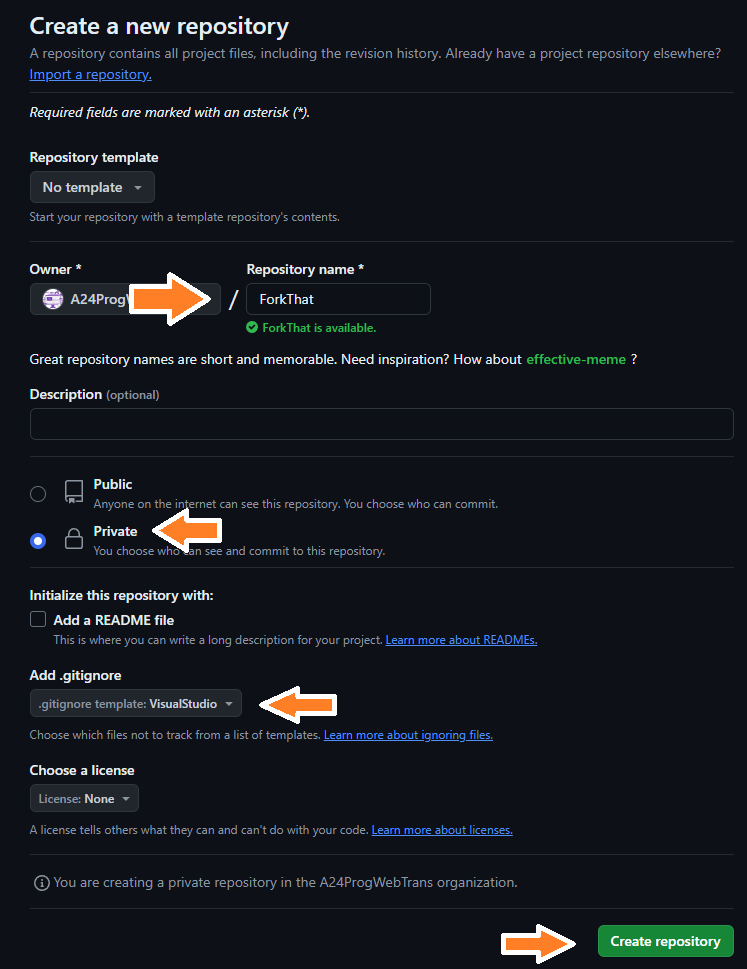 Create a new repository
A repository contains all project files, including the revision history. Already have a project repository elsewhere?
Import a repository.
Required fields are marked with an asterisk (*).
Repository template
No template
Start your repository with a template repository's contents.
Owner *
Repository name *
A24ProgW
/
ForkThat
ForkThat is available.
Great repository names are short and memorable. Need inspiration? How about effective-meme ?
Description (optional)
Public
Anyone on the internet can see this repository. You choose who can commit.
Private
You choose who can see and commit to this repository.
Initialize this repository with:
Add a README file
This is where you can write a long description for your project. Learn more about READMEs.
Add .gitignore
.gitignore template: VisualStudio
Choose which files not to track from a list of templates. Learn more about ignoring files.
Choose a license
License: None
A license tells others what they can and can't do with your code. Learn more about licenses.
You are creating a private repository in the A24ProgWebTrans organization.
Create repository